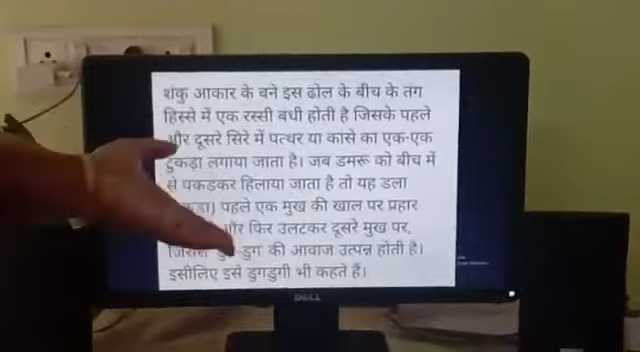 शंकु आकार के बने इस ढोल के बीच के तंग
हिस्से में एक रस्सी बंधी होती है जिसके पहले
और दूसरे सिरे में पत्थर या कांसे का एक-एक
टुकड़ा लगाया जाता है। जब डमरू को बीच में
से पकड़कर हिलाया जाता है तो यह डला
पहले एक मुख की खाल पर प्रहार
और फिर उलटकर दूसरे मुख पर,
जिससे डुग' की आवाज उत्पन्न होती है।
इसीलिए इसे डुगडुगी भी कहते हैं।
DELL